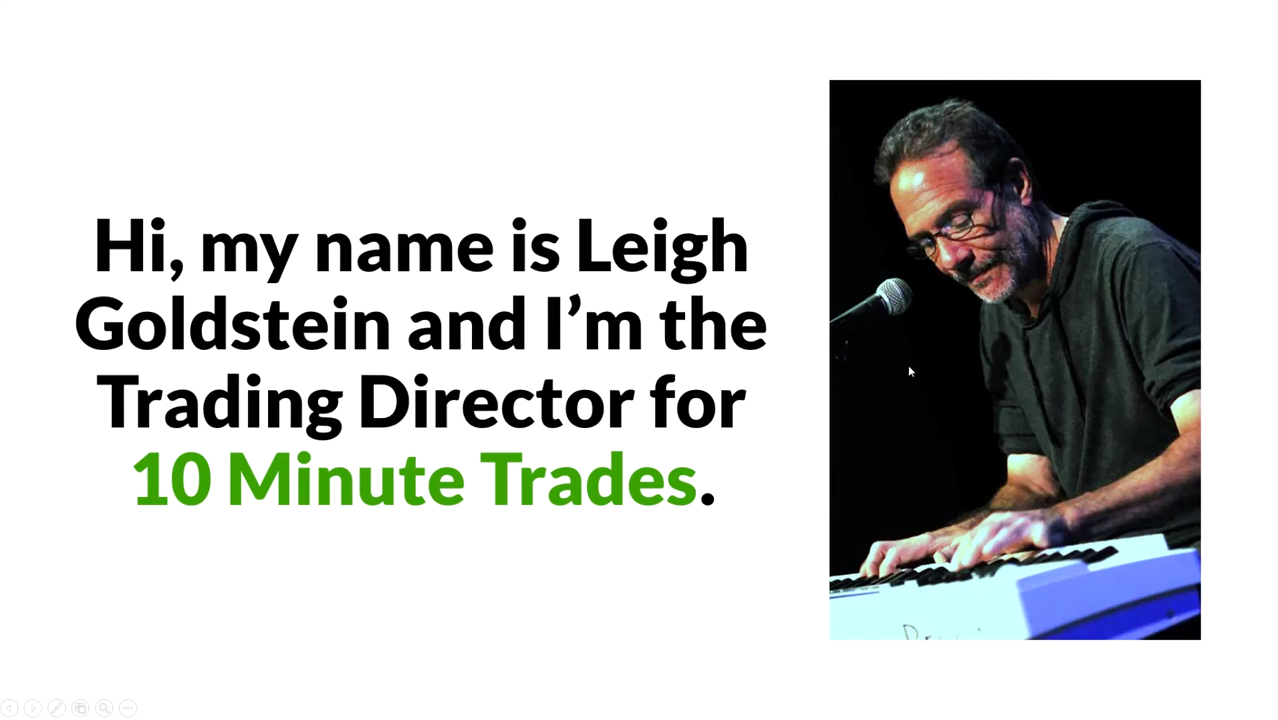 Hi, my name is Leigh
Goldstein and I’m the
Trading Director for
10 Minute Trades.